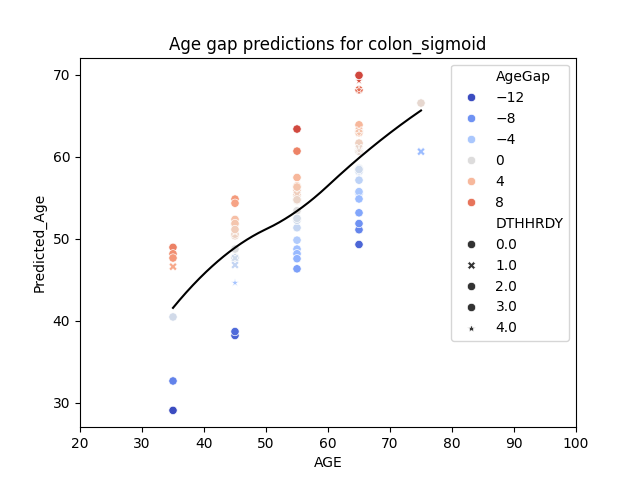 Age gap predictions for colon_sigmoid
Predicted_Age
70
60
50
40
30
20 30 40 50 60 70 80 90 100
AGE
AgeGap
−12
−8
−4
0
4
8
DTHHRDY
0.0
1.0
2.0
3.0
4.0